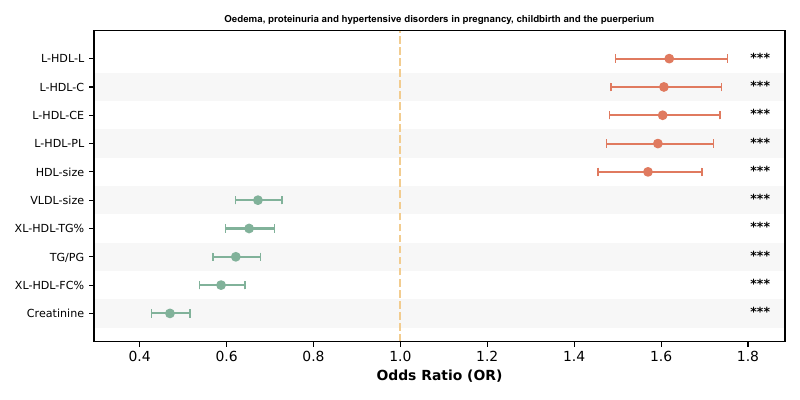 Oedema, proteinuria and hypertensive disorders in pregnancy, childbirth and the puerperium
L-HDL-L ***
L-HDL-C ***
L-HDL-CE ***
L-HDL-PL ***
HDL-size ***
VLDL-size ***
XL-HDL-TG% ***
TG/PG ***
XL-HDL-FC% ***
Creatinine ***
0.4 0.6 0.8 1.0 1.2 1.4 1.6 1.8
Odds Ratio (OR)